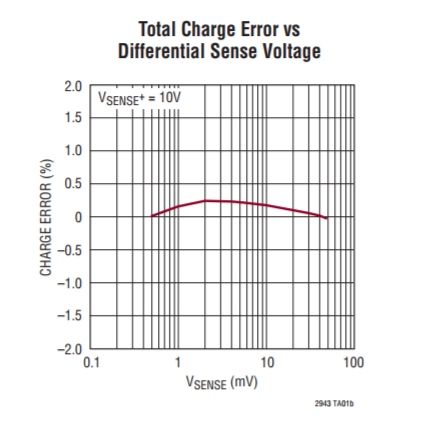 Total Charge Error vs
Differential Sense Voltage
VSENSE+ = 10V
CHARGE ERROR (%)
2.0
1.5
1.0
0.5
0
–0.5
–1.0
–1.5
–2.0
0.1 1 10 100
VSENSE (mV)
2943 TA01b